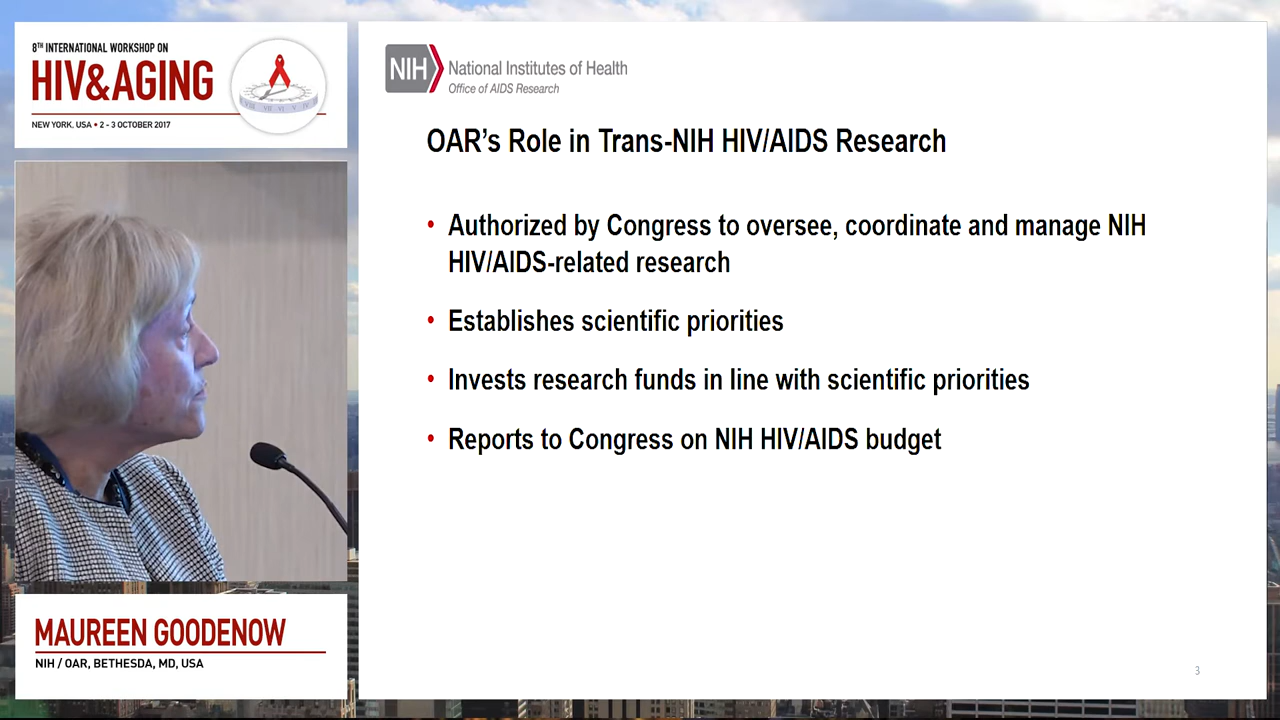 8TH INTERNATIONAL WORKSHOP ON
HIV&AGING
NEW YORK, USA • 2 - 3 OCTOBER 2017
NIH
National Institutes of Health
Office of AIDS Research
OAR's Role in Trans-NIH HIV/AIDS Research
• Authorized by Congress to oversee, coordinate and manage NIH
HIV/AIDS-related research
• Establishes scientific priorities
• Invests research funds in line with scientific priorities
• Reports to Congress on NIH HIV/AIDS budget
3
MAUREEN GOODENOW
NIH / OAR, BETHESDA, MD, USA